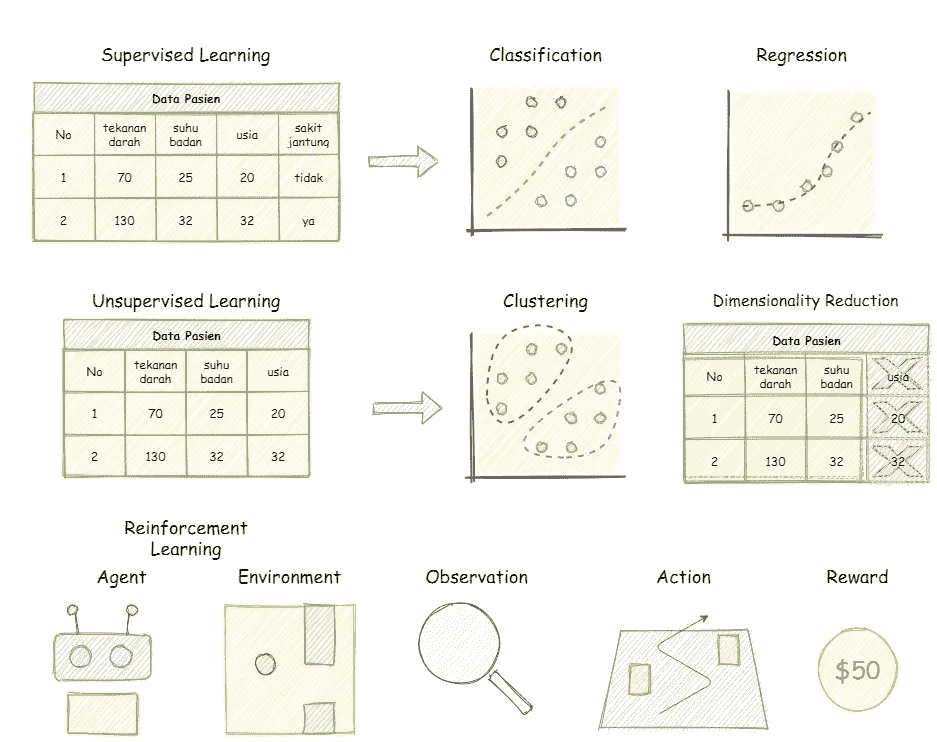 Supervised Learning
Classification
Regression
Data Pasien
No tekanan darah suhu badan usia sakit jantung
1 70 25 20 tidak
2 130 32 32 ya
Unsupervised Learning
Clustering
Dimensionality Reduction
Data Pasien
No tekanan darah suhu badan usia
1 70 25 20
2 130 32 32
Data Pasien
No tekanan darah suhu badan usia
1 70 25 20
2 130 32 32
Reinforcement
Learning
Agent
Environment
Observation
Action
Reward
$50